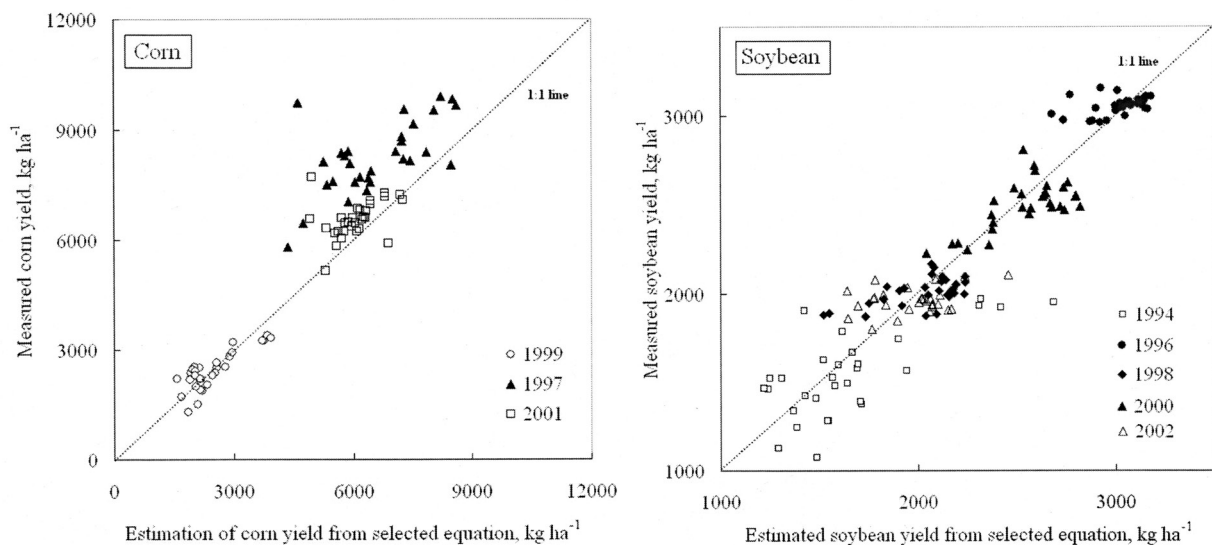 Corn
1:1 line
12000
9000
6000
3000
0
Measured corn yield, kg ha-1
1999
1997
2001
0 3000 6000 9000 12000
Estimation of corn yield from selected equation, kg ha-1
Soybean
1:1 line
3000
2000
1000
Measured soybean yield, kg ha-1
1994
1996
1998
2000
2002
1000 2000 3000
Estimated soybean yield from selected equation, kg ha-1